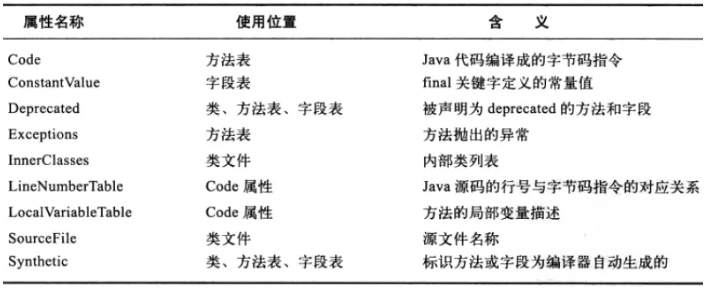 属性名称 使用位置 含 义
Code 方法表 Java 代码编译成的字节码指令
ConstantValue 字段表 final 关键字定义的常量值
Deprecated 类、方法表、字段表 被声明为 deprecated 的方法和字段
Exceptions 方法表 方法抛出的异常
InnerClasses 类文件 内部类列表
LineNumberTable Code 属性 Java 源码的行号与字节码指令的对应关系
LocalVariableTable Code 属性 方法的局部变量描述
SourceFile 类文件 源文件名称
Synthetic 类、方法表、字段表 标识方法或字段为编译器自动生成的